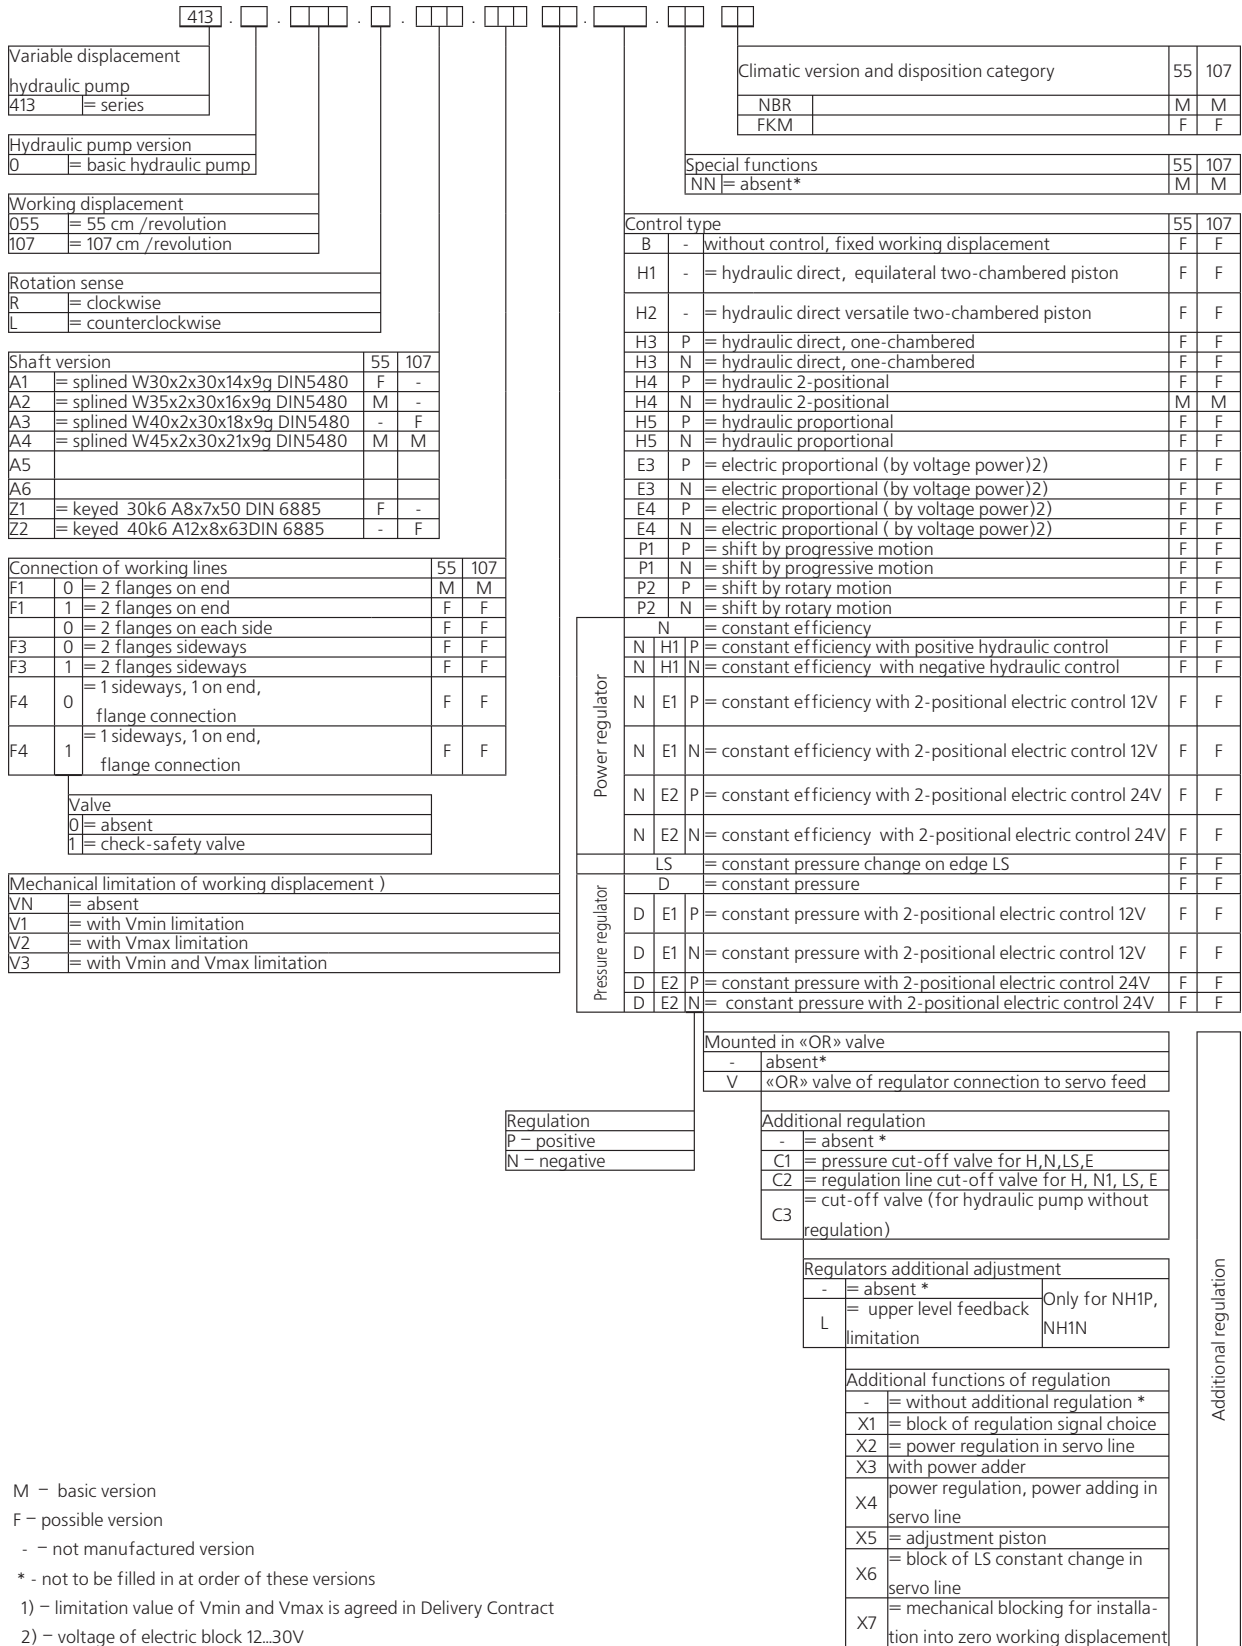 413 . . . . . . . .
Variable displacement
hydraulic pump
413 = series
Hydraulic pump version
0 = basic hydraulic pump
Working displacement
055 = 55 cm /revolution
107 = 107 cm /revolution
Rotation sense
R = clockwise
L = counterclockwise
Shaft version 55 107
A1 = splined W30x2x30x14x9g DIN5480 F -
A2 = splined W35x2x30x16x9g DIN5480 M -
A3 = splined W40x2x30x18x9g DIN5480 - F
A4 = splined W45x2x30x21x9g DIN5480 M M
A5
A6
Z1 = keyed 30k6 A8x7x50 DIN 6885 F -
Z2 = keyed 40k6 A12x8x63DIN 6885 - F
Connection of working lines 55 107
F1 0 = 2 flanges on end M M
F1 1 = 2 flanges on end F F
0 = 2 flanges on each side F F
F3 0 = 2 flanges sideways F F
F3 1 = 2 flanges sideways F F
F4 0 = 1 sideways, 1 on end, F F
flange connection
F4 1 = 1 sideways, 1 on end, F F
flange connection
Valve
0 = absent
1 = check-safety valve
Mechanical limitation of working displacement )
VN = absent
V1 = with Vmin limitation
V2 = with Vmax limitation
V3 = with Vmin and Vmax limitation
Climatic version and disposition category 55 107
NBR M M
FKM F F
Special functions 55 107
NN = absent* M M
Control type 55 107
B - without control, fixed working displacement F F
H1 - = hydraulic direct, equilateral two-chambered piston F F
H2 - = hydraulic direct versatile two-chambered piston F F
H3 P = hydraulic direct, one-chambered F F
H3 N = hydraulic direct, one-chambered F F
H4 P = hydraulic 2-positional F F
H4 N = hydraulic 2-positional M M
H5 P = hydraulic proportional F F
H5 N = hydraulic proportional F F
E3 P = electric proportional (by voltage power)2) F F
E3 N = electric proportional (by voltage power)2) F F
E4 P = electric proportional ( by voltage power)2) F F
E4 N = electric proportional ( by voltage power)2) F F
P1 P = shift by progressive motion F F
P1 N = shift by progressive motion F F
P2 P = shift by rotary motion F F
P2 N = shift by rotary motion F F
Power regulator
N = constant efficiency F F
N H1 P = constant efficiency with positive hydraulic control F F
N H1 N = constant efficiency with negative hydraulic control F F
N E1 P = constant efficiency with 2-positional electric control 12V F F
N E1 N = constant efficiency with 2-positional electric control 12V F F
N E2 P = constant efficiency with 2-positional electric control 24V F F
N E2 N = constant efficiency with 2-positional electric control 24V F F
LS = constant pressure change on edge LS F F
Pressure regulator
D = constant pressure F F
D E1 P = constant pressure with 2-positional electric control 12V F F
D E1 N = constant pressure with 2-positional electric control 12V F F
D E2 P = constant pressure with 2-positional electric control 24V F F
D E2 N = constant pressure with 2-positional electric control 24V F F
Regulation
P – positive
N – negative
Mounted in «OR» valve
- absent*
V «OR» valve of regulator connection to servo feed
Additional regulation
- = absent *
C1 = pressure cut-off valve for H,N,LS,E
C2 = regulation line cut-off valve for H, N1, LS, E
C3 = cut-off valve (for hydraulic pump without
regulation)
Regulators additional adjustment
- = absent * Only for NH1P,
L = upper level feedback NH1N
limitation
Additional functions of regulation
- = without additional regulation *
X1 = block of regulation signal choice
X2 = power regulation in servo line
X3 with power adder
X4 power regulation, power adding in
servo line
X5 = adjustment piston
X6 = block of LS constant change in
servo line
X7 = mechanical blocking for installa-
tion into zero working displacement
Additional regulation
M – basic version
F – possible version
- – not manufactured version
* - not to be filled in at order of these versions
1) – limitation value of Vmin and Vmax is agreed in Delivery Contract
2) – voltage of electric block 12...30V